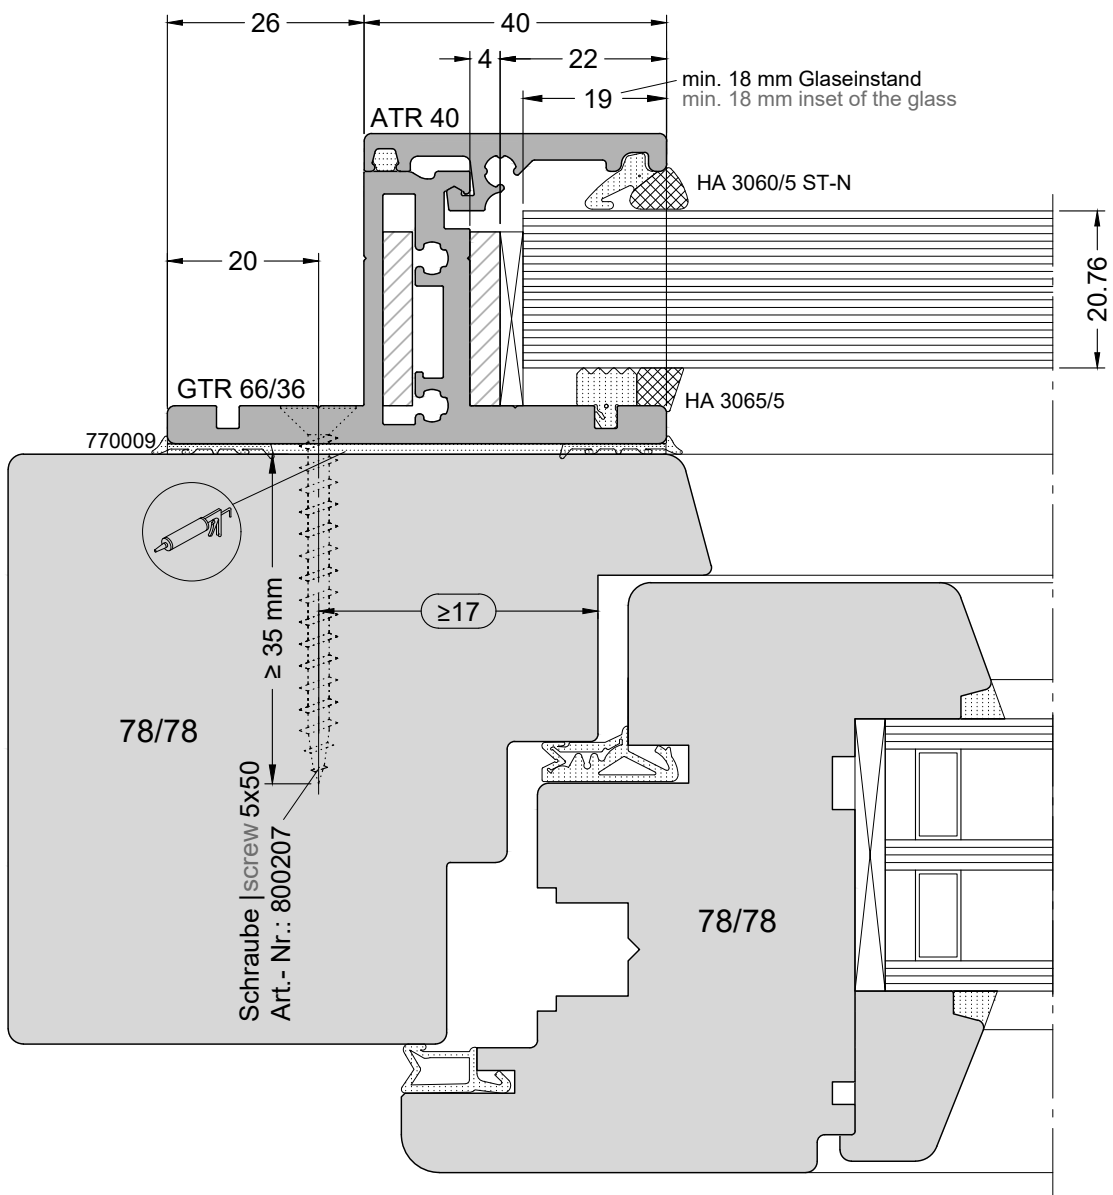 26
40
4
22
min. 18 mm Glaseinstand
19
min. 18 mm inset of the glass
ATR 40
HA 3060/5 ST-N
20
20.76
GTR 66/36
HA 3065/5
770009
≥ 35 mm
≥17
78/78
Schraube | screw 5x50
Art.- Nr.: 800207
78/78